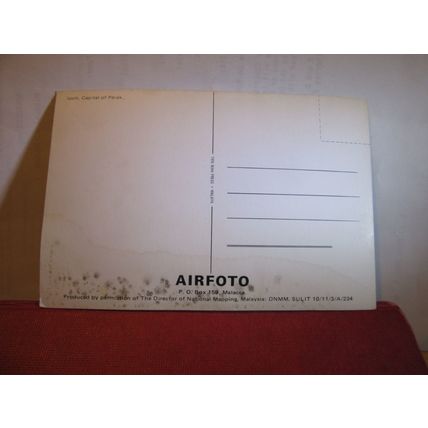 Ipoh, Capital of Perak.
AIRFOTO
P. O. Box 159, Malacca
Produced by permission of The Director of National Mapping, Malaysia: DNMM. SULIT 10/11/3/A/234